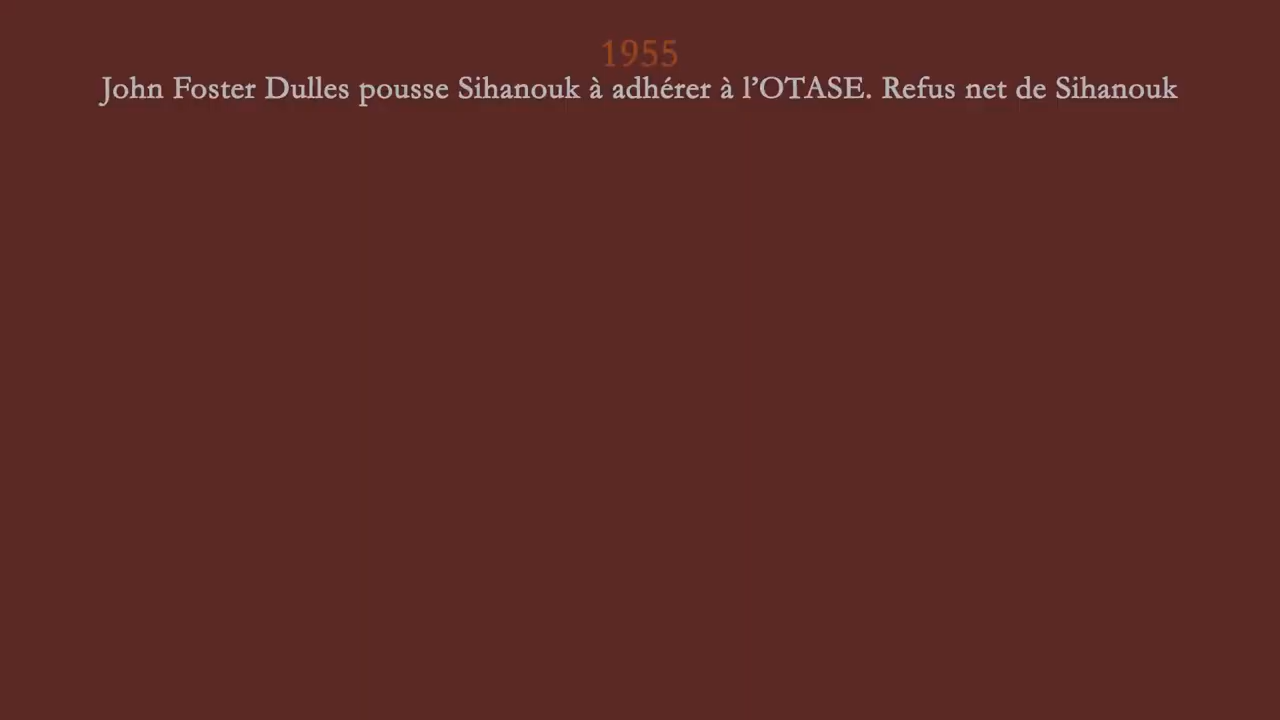 1955
John Foster Dulles pousse Sihanouk à adhérer à l’OTASE. Refus net de Sihanouk